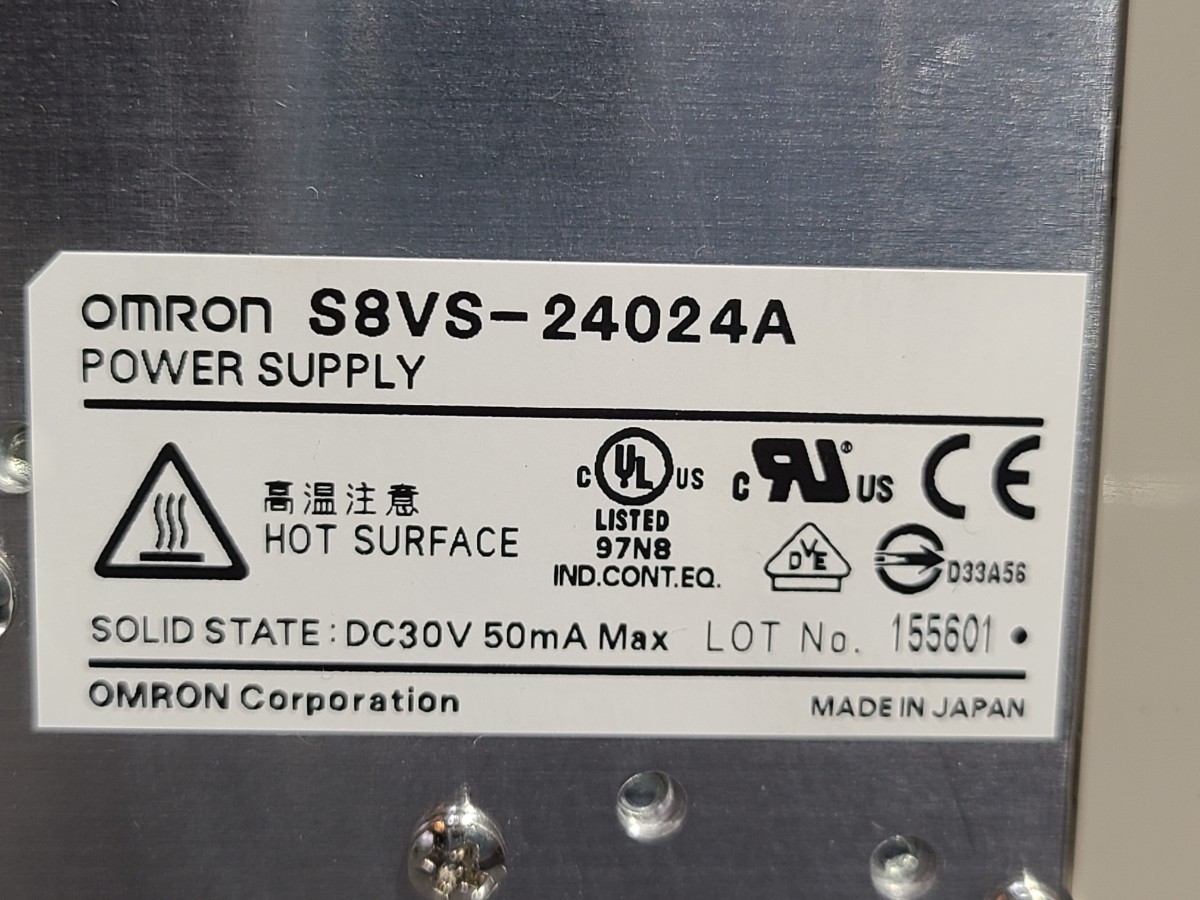 OMRON S8VS-24024A
POWER SUPPLY
高温注意
HOT SURFACE
C UL US
LISTED
97N8
IND.CONT.EQ.
C RU ® US
CE
DVE
D33A56
SOLID STATE : DC30V 50mA Max LOT No. 155601
OMRON Corporation
MADE IN JAPAN